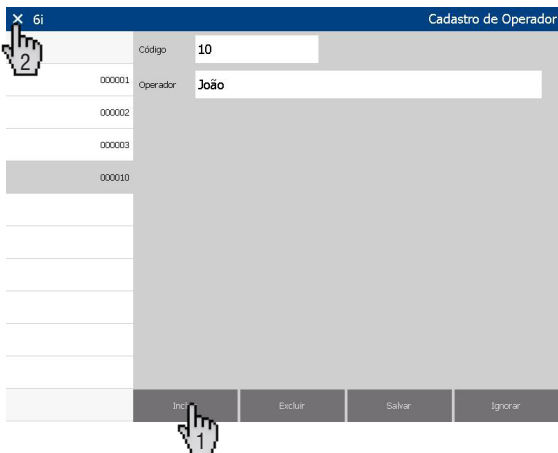 ✕ 6i Cadastro de Operador
2
Código 10
000001 Operador João
000002
000003
000010
Excluir Salvar Ignorar
1